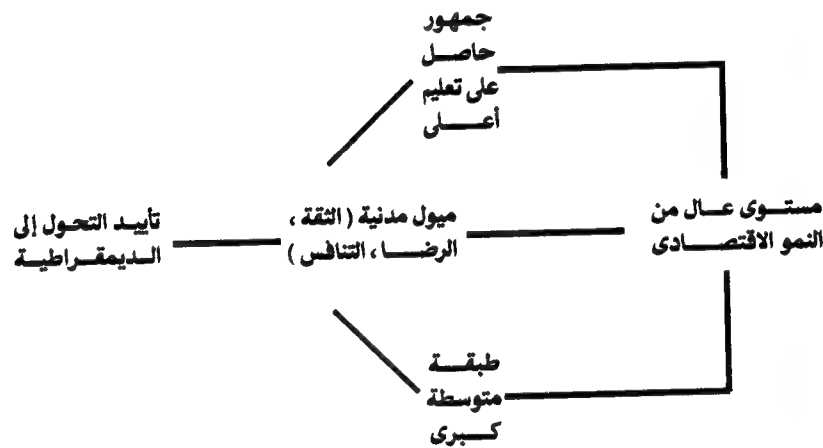 جمهور
حاصل
على تعليم
أعلى
مستوى عال من
النمو الاقتصادى
ميول مدنية (الثقة ،
الرضا ، التنافس)
تأييد التحول إلى
الديمقراطية
طبقة
متوسطة
كبرى